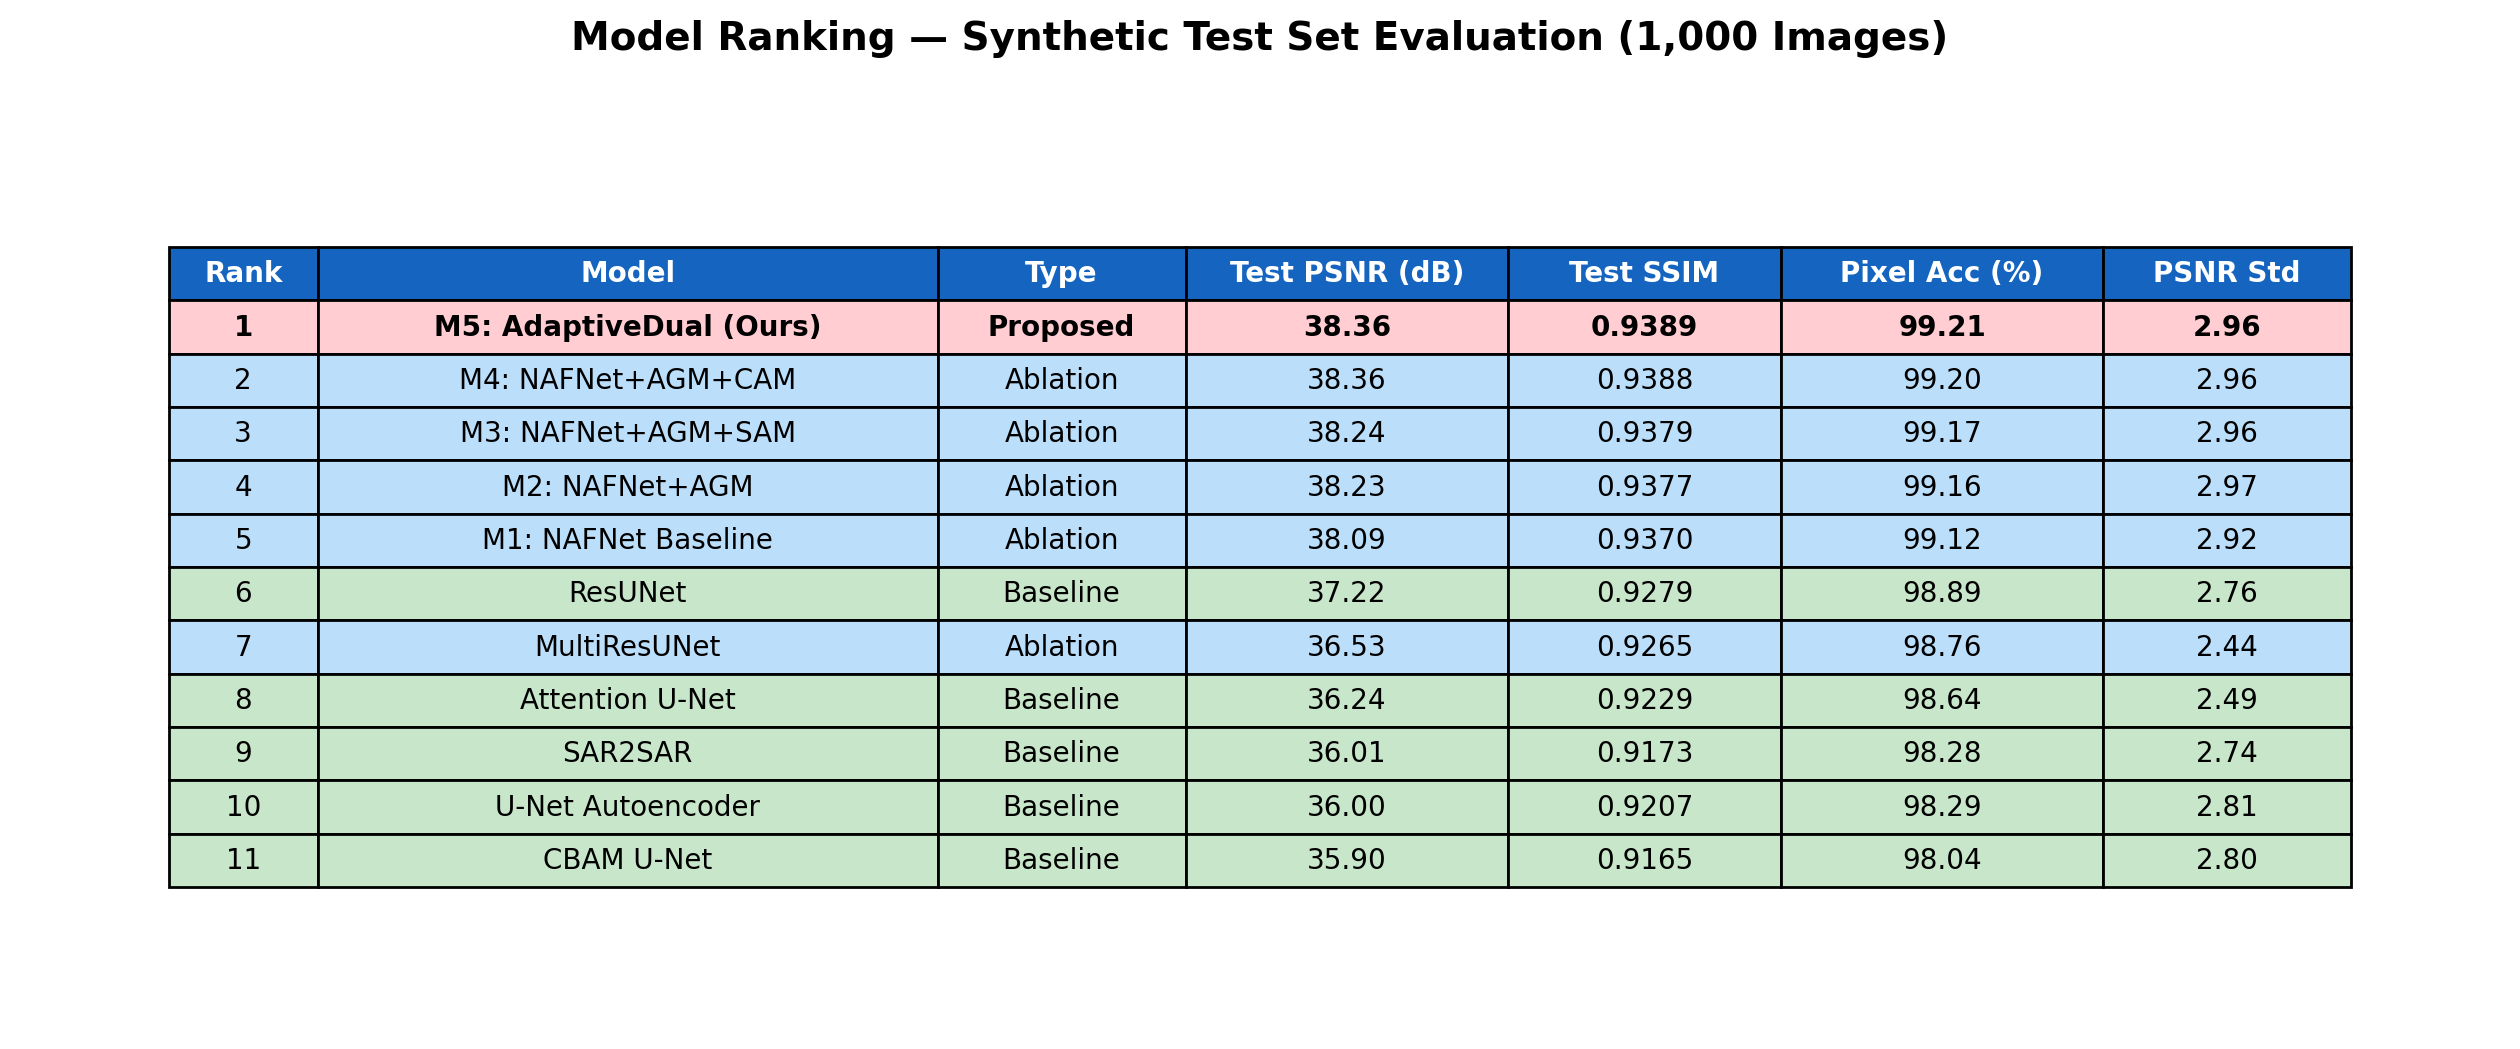 Model Ranking — Synthetic Test Set Evaluation (1,000 Images)
Rank Model Type Test PSNR (dB) Test SSIM Pixel Acc (%) PSNR Std
1 M5: AdaptiveDual (Ours) Proposed 38.36 0.9389 99.21 2.96
2 M4: NAFNet+AGM+CAM Ablation 38.36 0.9388 99.20 2.96
3 M3: NAFNet+AGM+SAM Ablation 38.24 0.9379 99.17 2.96
4 M2: NAFNet+AGM Ablation 38.23 0.9377 99.16 2.97
5 M1: NAFNet Baseline Ablation 38.09 0.9370 99.12 2.92
6 ResUNet Baseline 37.22 0.9279 98.89 2.76
7 MultiResUNet Ablation 36.53 0.9265 98.76 2.44
8 Attention U-Net Baseline 36.24 0.9229 98.64 2.49
9 SAR2SAR Baseline 36.01 0.9173 98.28 2.74
10 U-Net Autoencoder Baseline 36.00 0.9207 98.29 2.81
11 CBAM U-Net Baseline 35.90 0.9165 98.04 2.80